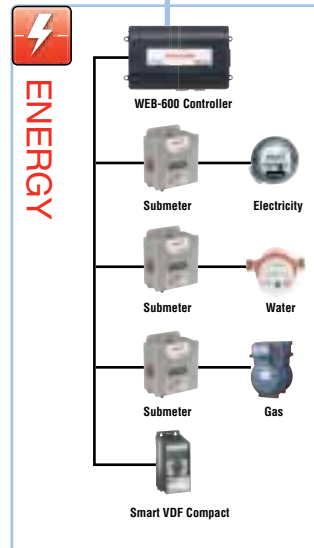 ENERGY
WEB-600 Controller
Submeter
Electricity
Submeter
Water
Submeter
Gas
Smart VDF Compact